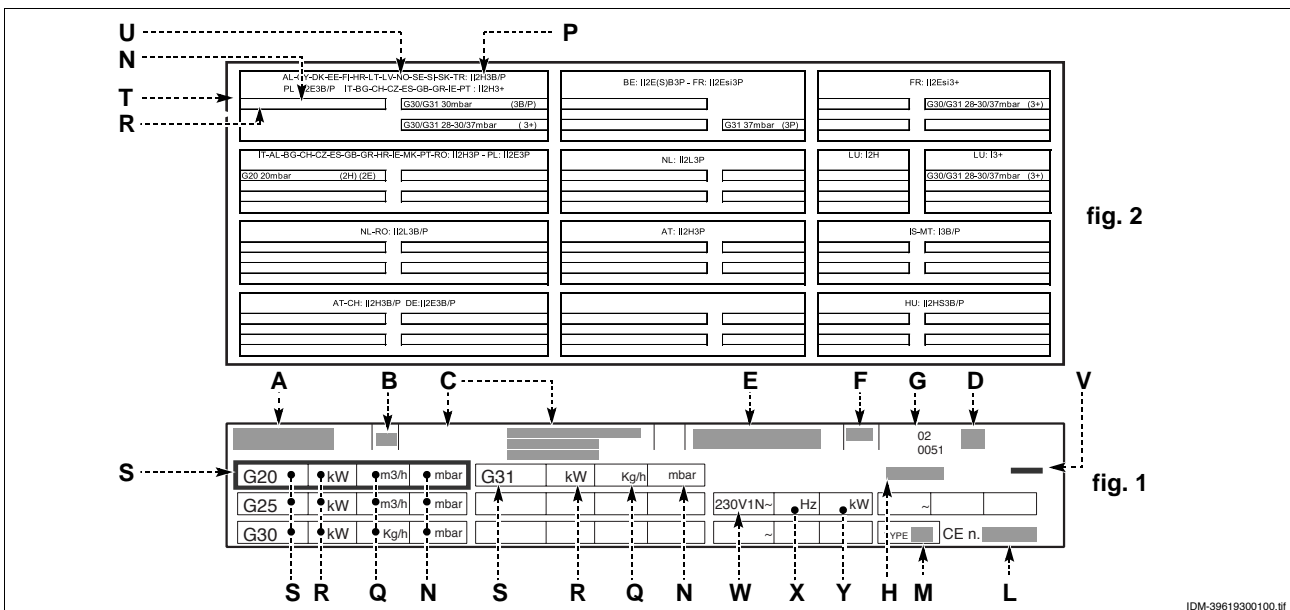 U P
N
T
R
AL-CY-DK-EE-FI-HR-LT-LV-NO-SE-SI-SK-TR: II2H3B/P
PL : II2E3B/P IT-BG-CH-CZ-ES-GB-GR-IE-PT : II2H3+
G30/G31 30mbar (3B/P)
G30/G31 28-30/37mbar ( 3+)
BE: II2E(S)B3P - FR: II2Esi3P
G31 37mbar (3P)
FR: II2Esi3+
G30/G31 28-30/37mbar (3+)
IT-AL-BG-CH-CZ-ES-GB-GR-HR-IE-MK-PT-RO: II2H3P - PL: II2E3P
G20 20mbar (2H) (2E)
NL: II2L3P
LU: I2H
LU: I3+
G30/G31 28-30/37mbar (3+)
fig. 2
NL-RO: II2L3B/P
AT: II2H3P
IS-MT: I3B/P
AT-CH: II2H3B/P DE:II2E3B/P
HU: II2HS3B/P
A B C E F G D V
02
0051
S
G20 kW m3/h mbar
G31 kW Kg/h mbar
fig. 1
G25 kW m3/h mbar
230V1N~ Hz kW
~
G30 kW Kg/h mbar
~
YPE
CE n.
S R Q N S R Q N W X Y H M L
IDM-39619300100.tif